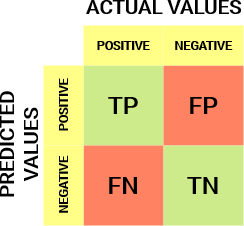 ACTUAL VALUES
POSITIVE NEGATIVE
PREDICTED
VALUES
POSITIVE
TP FP
NEGATIVE
FN TN